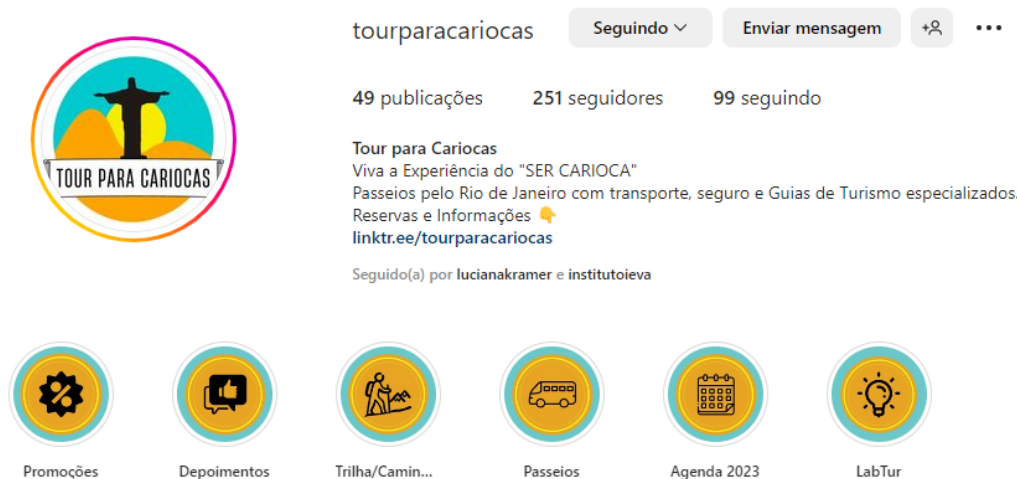 tourparacariocas Seguindo Enviar mensagem
49 publicações 251 seguidores 99 seguindo
TOUR PARA CARIOCAS
Tour para Cariocas
Viva a Experiência do "SER CARIOCA"
Passeios pelo Rio de Janeiro com transporte, seguro e Guias de Turismo especializados.
Reservas e Informações 👇
linktr.ee/tourparacariocas
Seguido(a) por lucianakramer e institutoieva
Promoções Depoimentos Trilha/Camin... Passeios Agenda 2023 LabTur